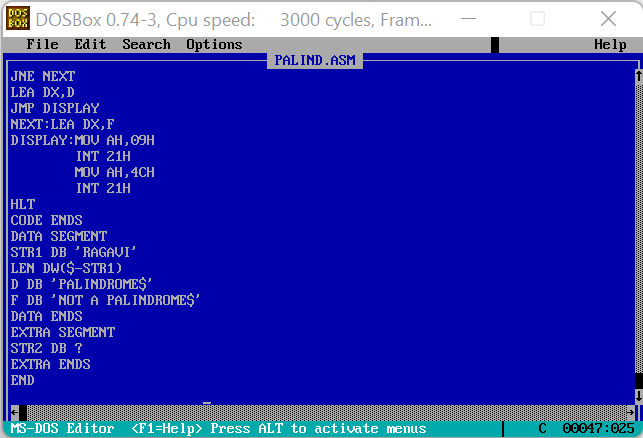 DOS BOX DOSBox 0.74-3, Cpu speed: 3000 cycles, Fram...
File Edit Search Options Help
PALIND.ASM
JNE NEXT
LEA DX,D
JMP DISPLAY
NEXT:LEA DX,F
DISPLAY:MOV AH,09H
INT 21H
MOV AH,4CH
INT 21H
HLT
CODE ENDS
DATA SEGMENT
STR1 DB 'RAGAVI'
LEN DW($-STR1)
D DB 'PALINDROME$'
F DB 'NOT A PALINDROME$'
DATA ENDS
EXTRA SEGMENT
STR2 DB ?
EXTRA ENDS
END
MS-DOS Editor <F1=Help> Press ALT to activate menus C 00047:025